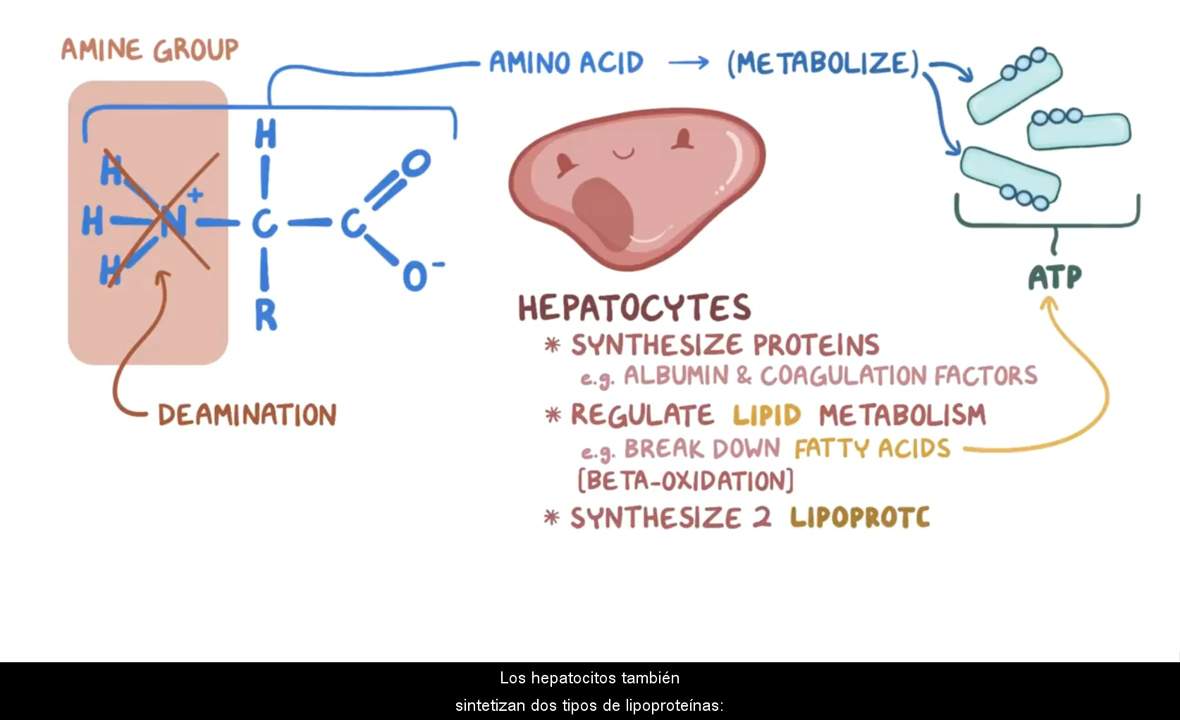 AMINE GROUP
AMINO ACID → (METABOLIZE)
H
H
O
+
H N C C
H
O-
R
ATP
DEAMINATION
HEPATOCYTES
* SYNTHESIZE PROTEINS
e.g. ALBUMIN & COAGULATION FACTORS
* REGULATE LIPID METABOLISM
e.g. BREAK DOWN FATTY ACIDS
[BETA-OXIDATION]
* SYNTHESIZE 2 LIPOPROTC
Los hepatocitos también
sintetizan dos tipos de lipoproteínas: